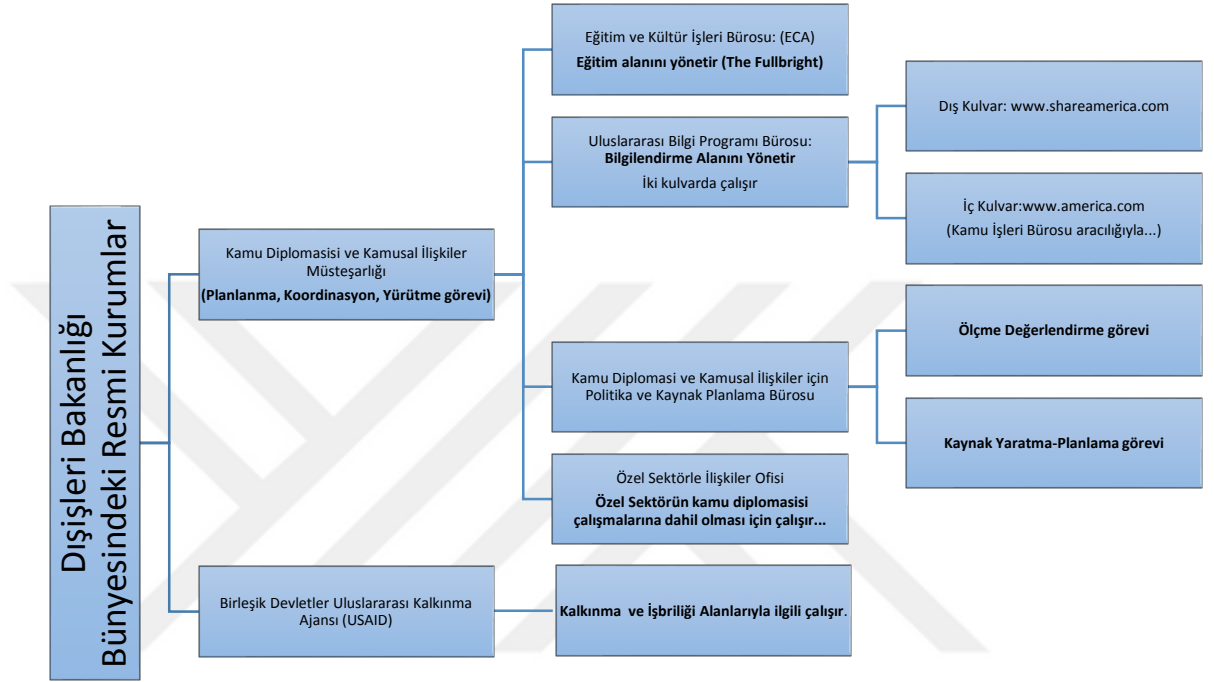 Dışişleri Bakanlığı
Bünyesindeki Resmi Kurumlar
Kamu Diplomasisi ve Kamusal İlişkiler
Müsteşarlığı
(Planlanma, Koordinasyon, Yürütme görevi)
Eğitim ve Kültür İşleri Bürosu: (ECA)
Eğitim alanını yönetir (The Fullbright)
Uluslararası Bilgi Programı Bürosu:
Bilgilendirme Alanını Yönetir
İki kulvarda çalışır
Dış Kulvar: www.shareamerica.com
İç Kulvar:www.america.com
(Kamu İşleri Bürosu aracılığıyla...)
Kamu Diplomasi ve Kamusal İlişkiler için
Politika ve Kaynak Planlama Bürosu
Ölçme Değerlendirme görevi
Kaynak Yaratma-Planlama görevi
Özel Sektörle İlişkiler Ofisi
Özel Sektörün kamu diplomasisi
çalışmalarına dahil olması için çalışır...
Birleşik Devletler Uluslararası Kalkınma
Ajansı (USAID)
Kalkınma ve İşbriliği Alanlarıyla ilgili çalışır.